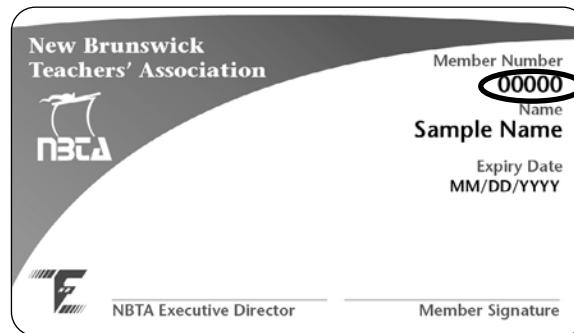 New Brunswick
Teachers' Association
NBTA
Member Number
00000
Name
Sample Name
Expiry Date
MM/DD/YYYY
NBTA Executive Director
Member Signature